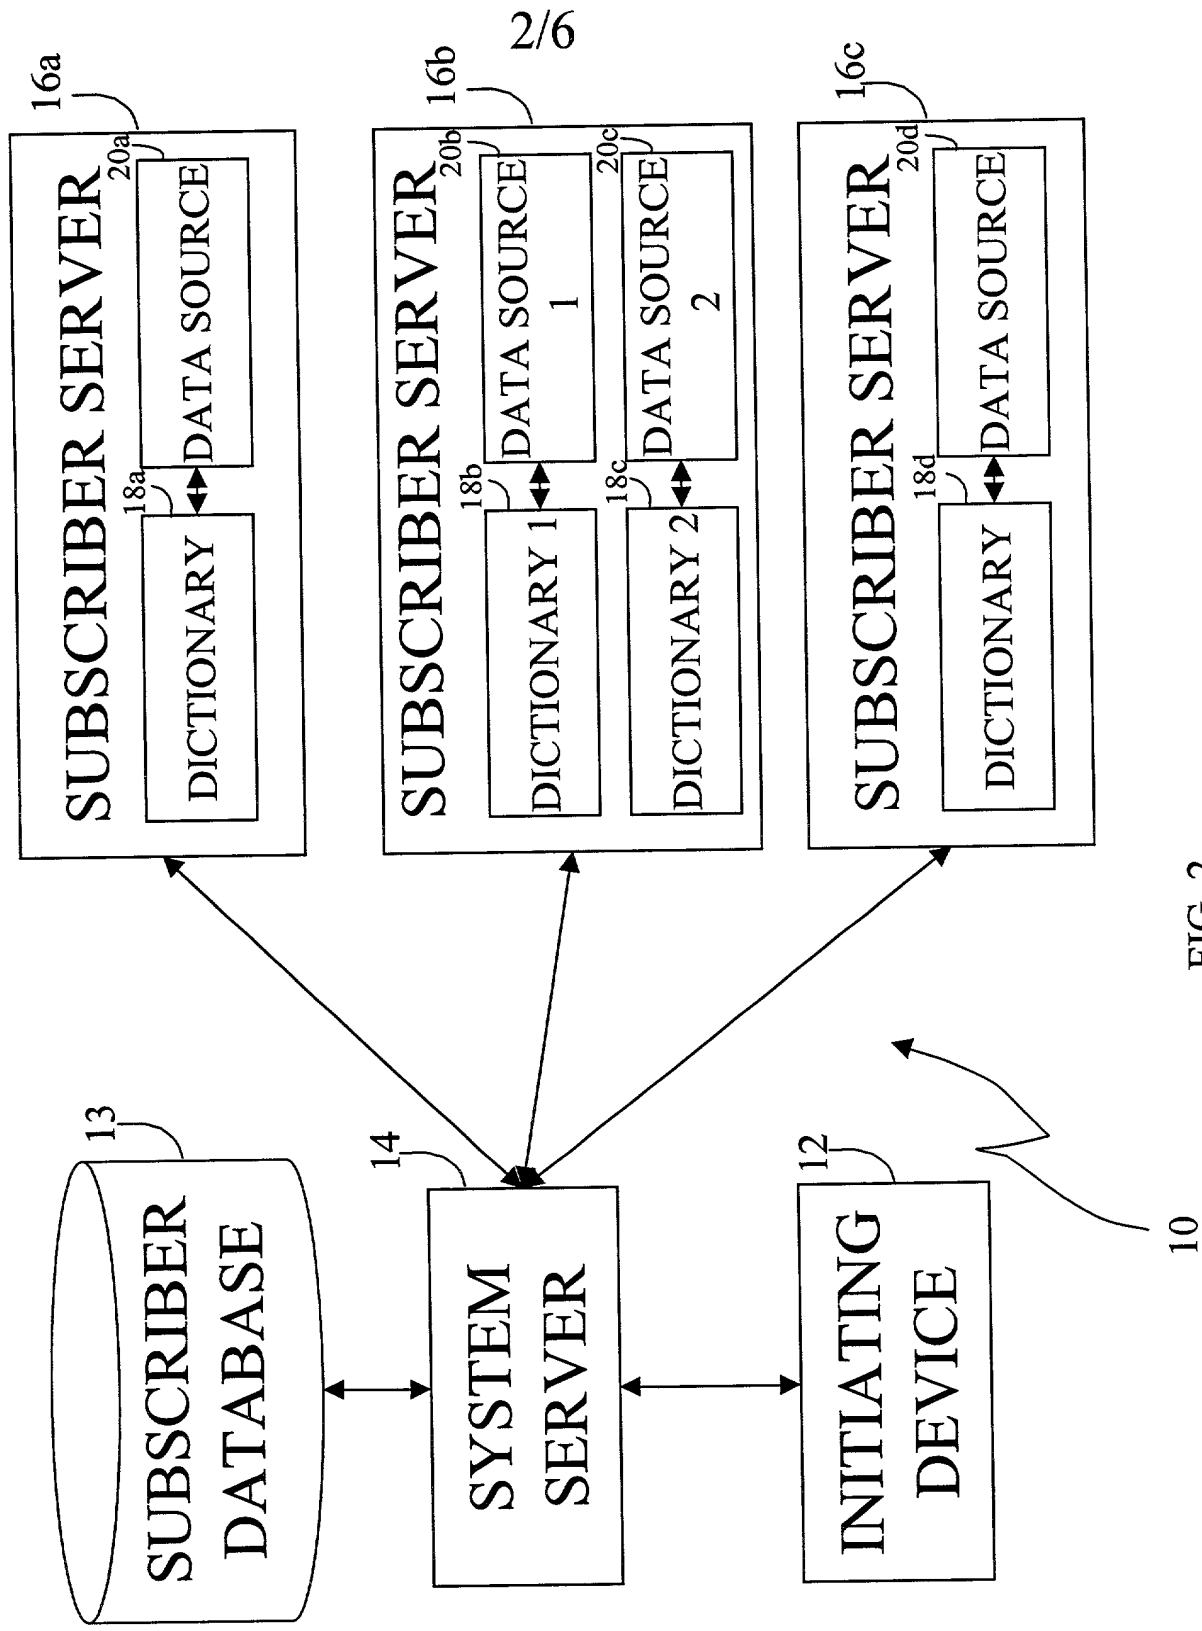 2/6
SUBSCRIBER
DATABASE
13
SYSTEM
SERVER
14
INITIATING
DEVICE
12
10
SUBSCRIBER SERVER
16a
DICTIONARY
18a
DATA SOURCE
20a
SUBSCRIBER SERVER
16b
DICTIONARY 1
18b
DATA SOURCE
1
20b
DICTIONARY 2
18c
DATA SOURCE
2
20c
SUBSCRIBER SERVER
16c
DICTIONARY
18d
DATA SOURCE
20d
FIG. 2